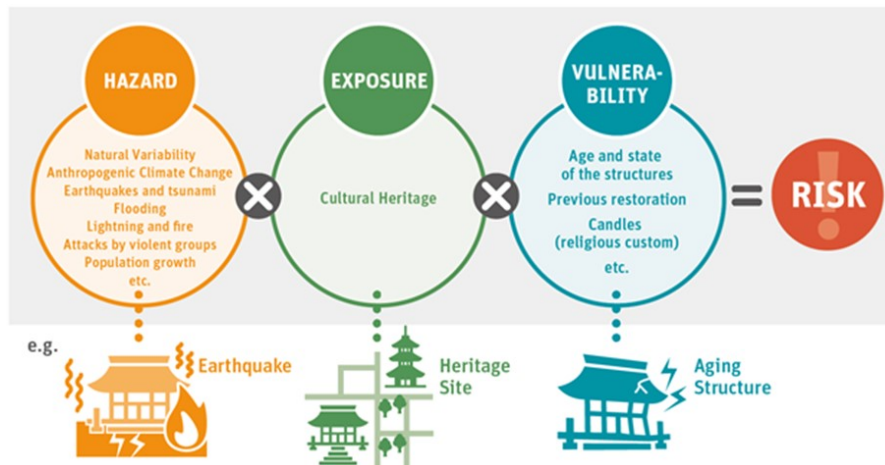 HAZARD
Natural Variability
Anthropogenic Climate Change
Earthquakes and tsunami
Flooding
Lightning and fire
Attacks by violent groups
Population growth
etc.
×
EXPOSURE
Cultural Heritage
×
VULNERA-
BILITY
Age and state
of the structures
Previous restoration
Candles
(religious custom)
etc.
=
!
RISK
e.g.
Earthquake
Heritage
Site
Aging
Structure